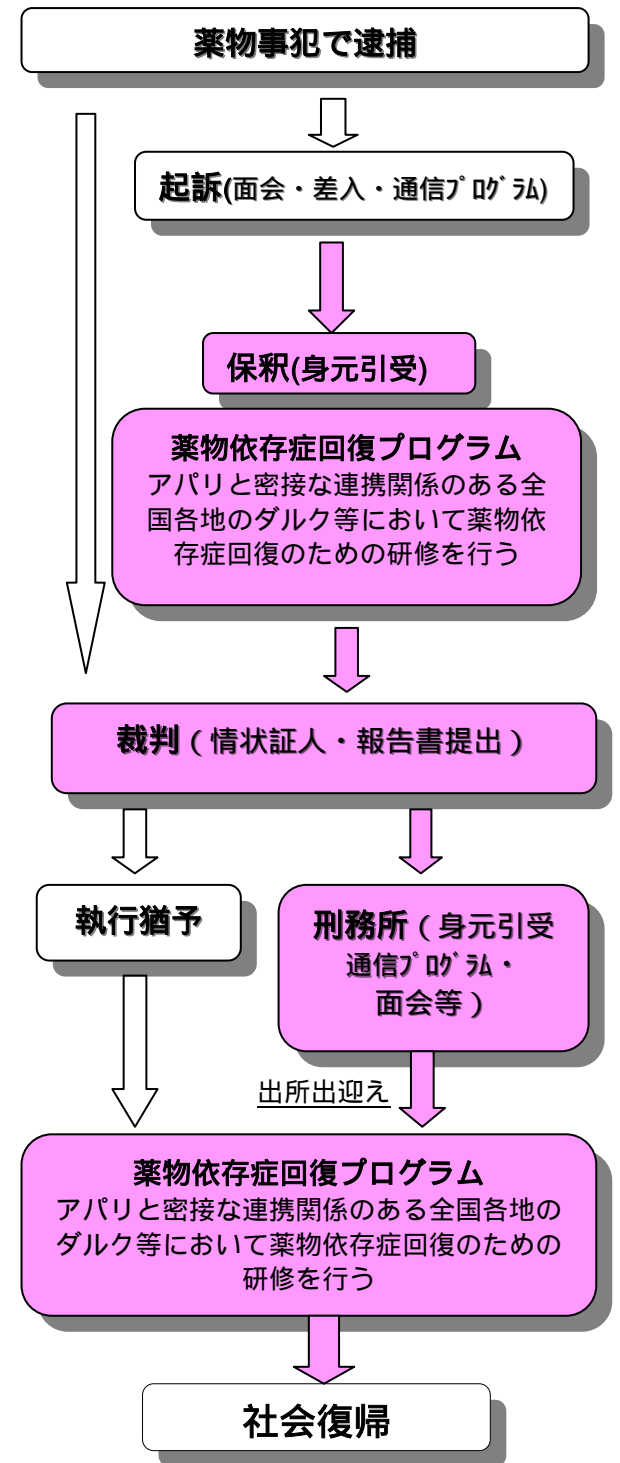 薬物事犯で逮捕
起訴(面会・差入・通信ﾌﾟﾛｸﾞﾗﾑ)
保釈(身元引受)
薬物依存症回復プログラム
アパリと密接な連携関係のある全
国各地のダルク等において薬物依
存症回復のための研修を行う
裁判（情状証人・報告書提出）
執行猶予
刑務所（身元引受
通信ﾌﾟﾛｸﾞﾗﾑ・
面会等）
出所出迎え
薬物依存症回復プログラム
アパリと密接な連携関係のある全国各地の
ダルク等において薬物依存症回復のための
研修を行う
社会復帰